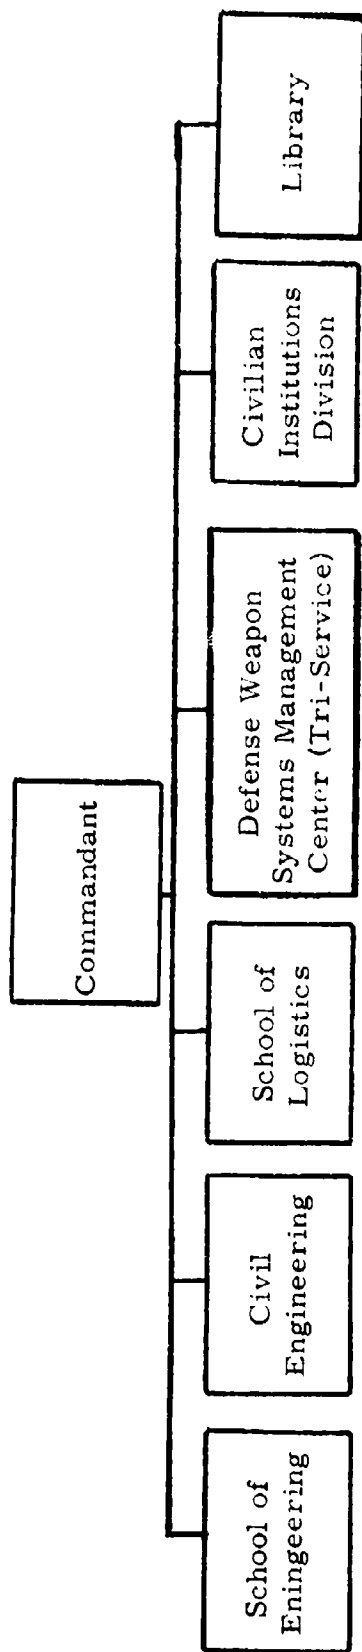 Commandant
School of
Eningeering
Civil
Engineering
School of
Logistics
Defense Weapon
Systems Management
Center (Tri-Service)
Civilian
Institutions
Division
Library